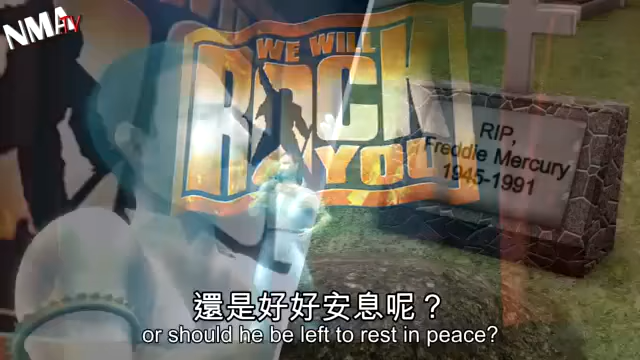 NMA
TV
WE WILL
ROCK
YOU
RIP,
Freddie Mercury
1945-1991
還是好好安息呢？
or should he be left to rest in peace?